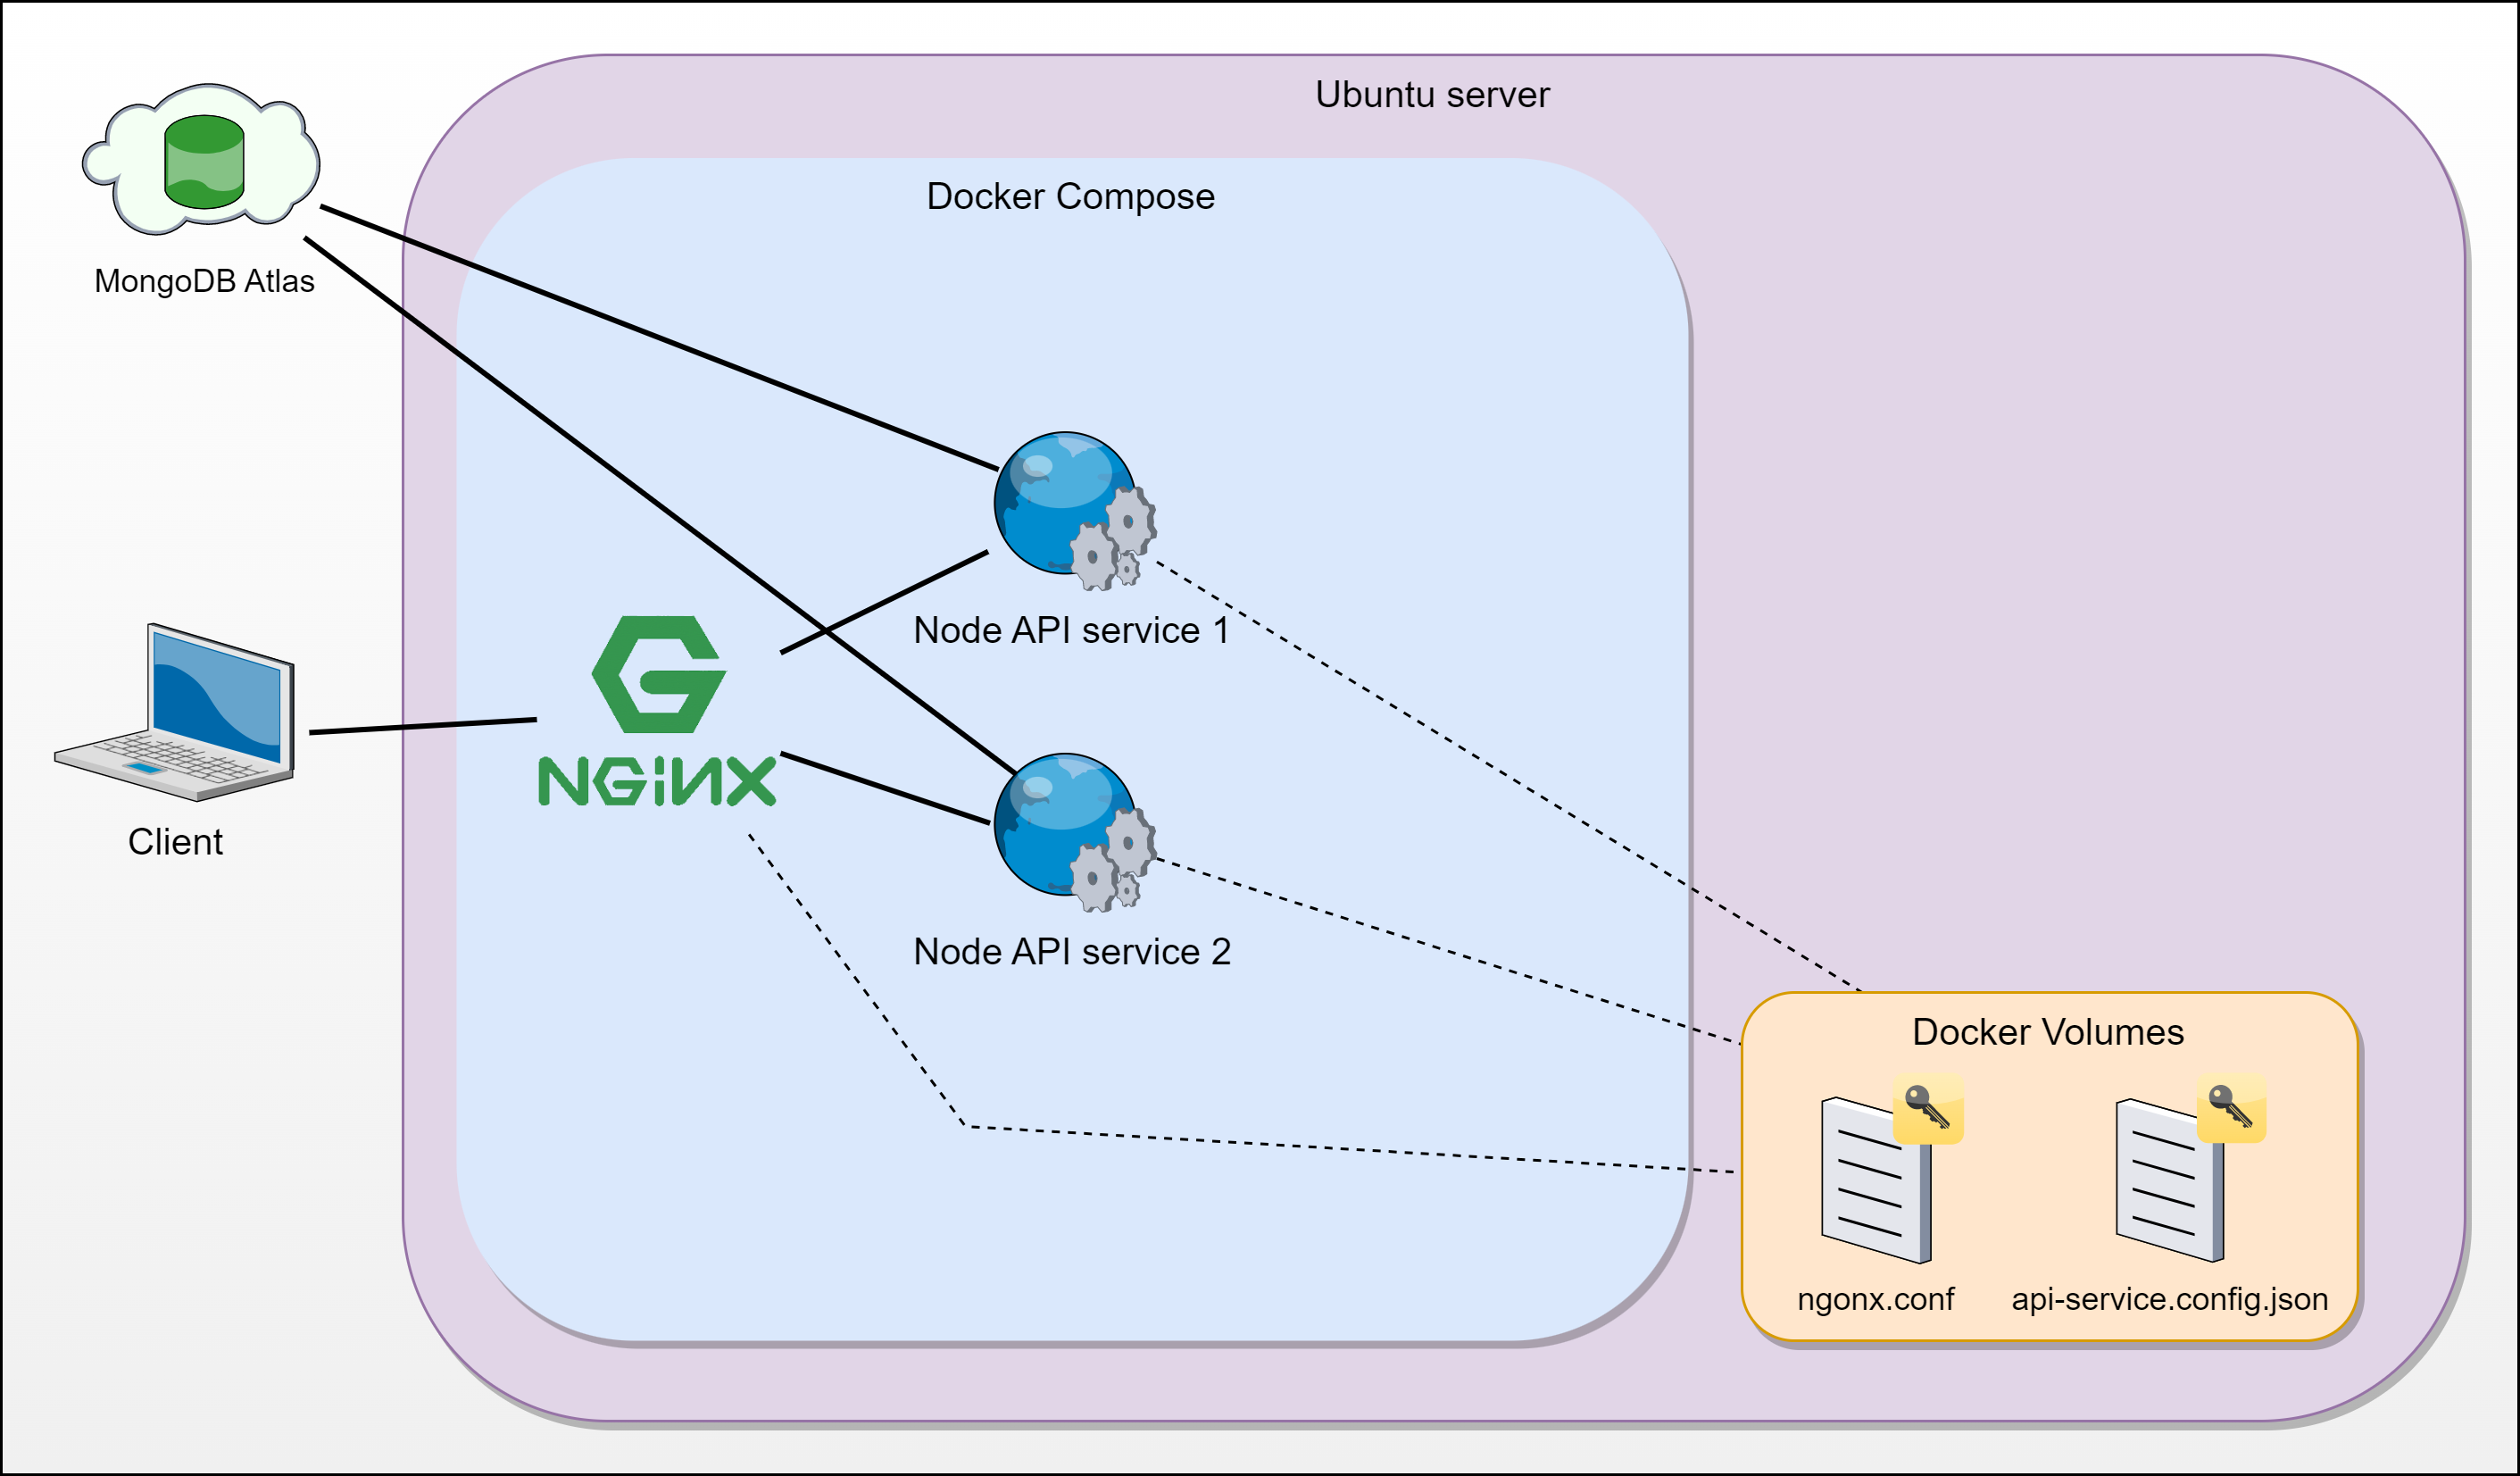 Ubuntu server
Docker Compose
MongoDB Atlas
Node API service 1
NGiNX
Client
Node API service 2
Docker Volumes
ngonx.conf
api-service.config.json